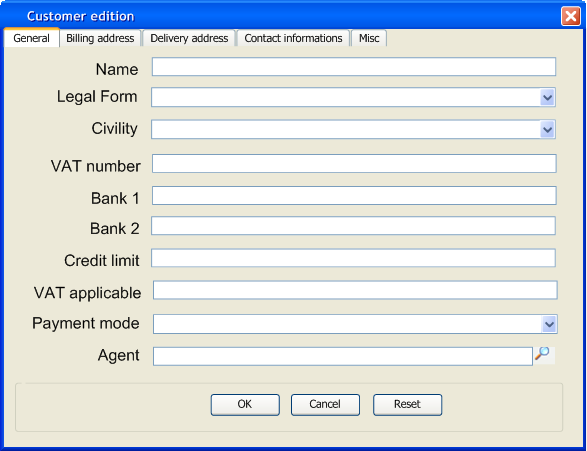 Customer edition
General Billing address Delivery address Contact informations Misc
Name
Legal Form
Civility
VAT number
Bank 1
Bank 2
Credit limit
VAT applicable
Payment mode
Agent
OK Cancel Reset